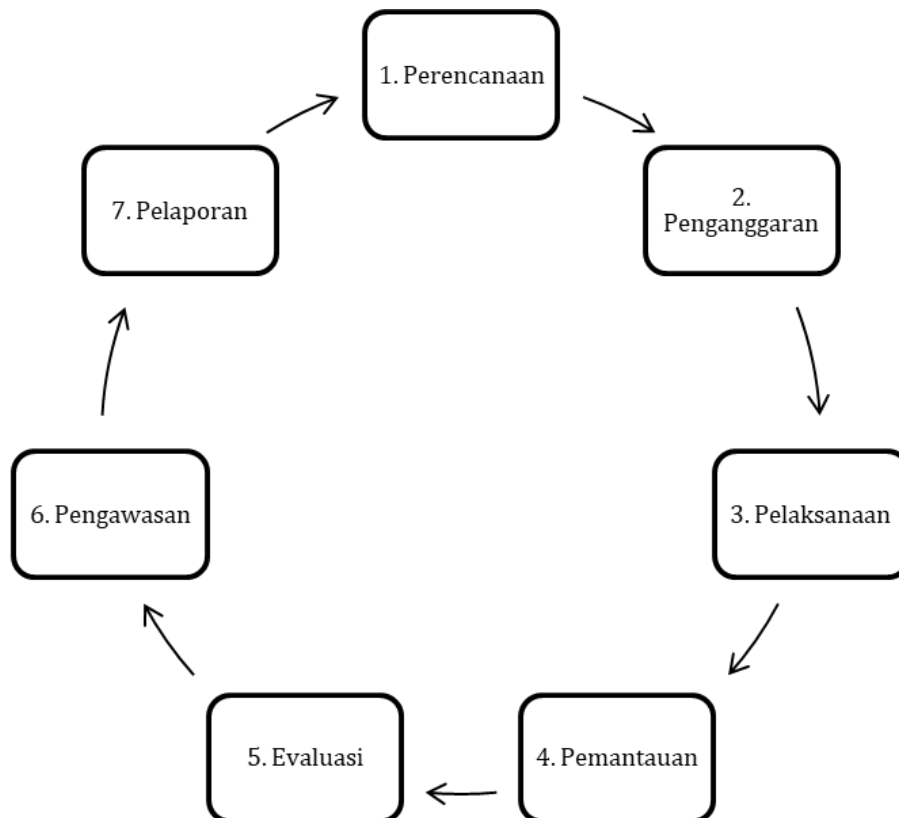 1. Perencanaan
2.
Penganggaran
3. Pelaksanaan
4. Pemantauan
5. Evaluasi
6. Pengawasan
7. Pelaporan